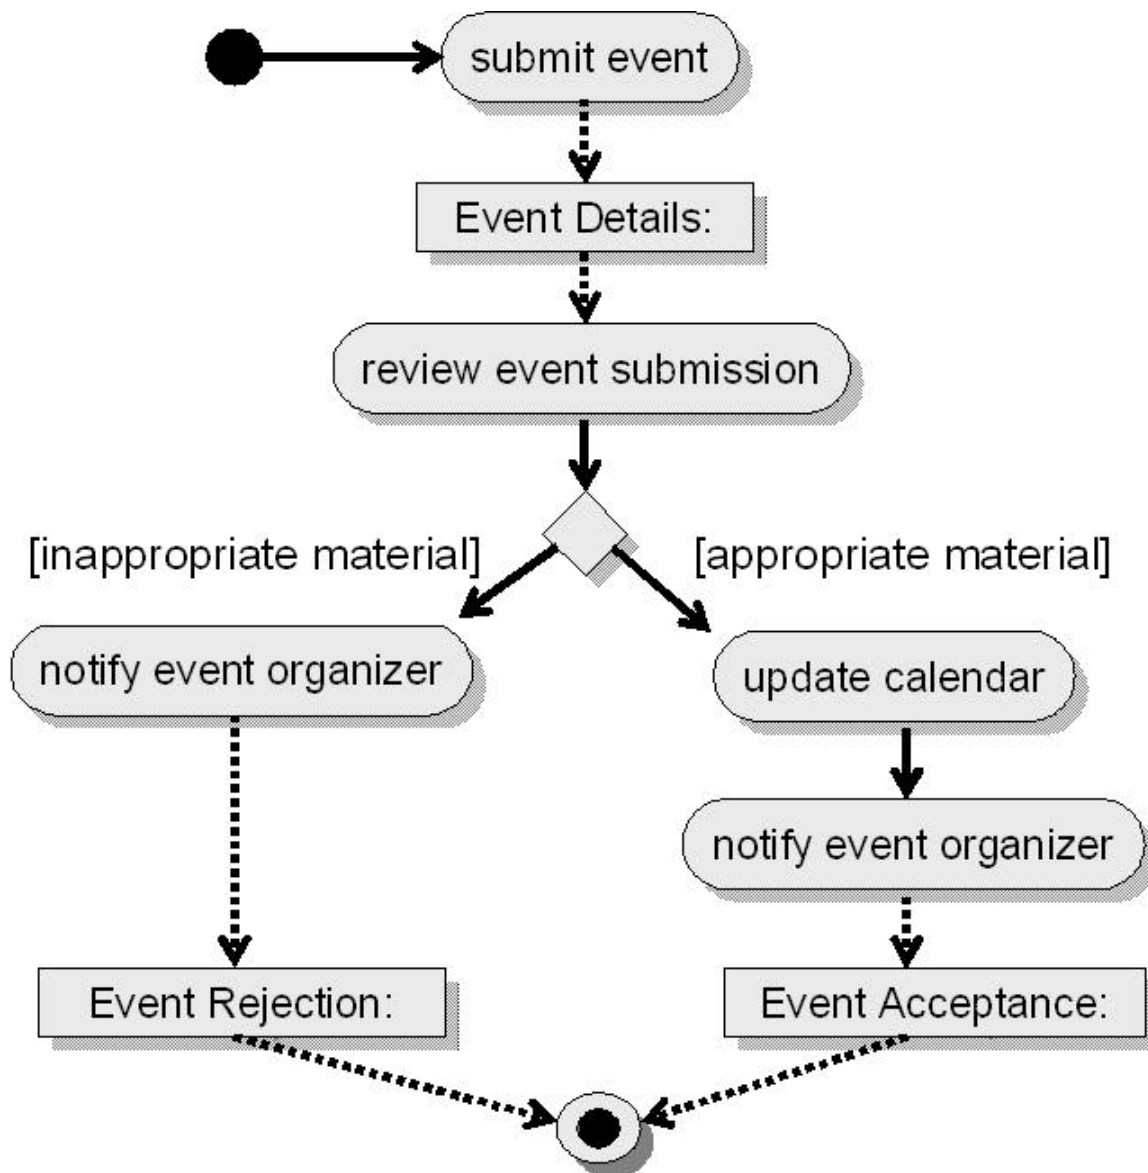 submit event
Event Details:
review event submission
[inappropriate material]
[appropriate material]
notify event organizer
update calendar
notify event organizer
Event Rejection:
Event Acceptance: